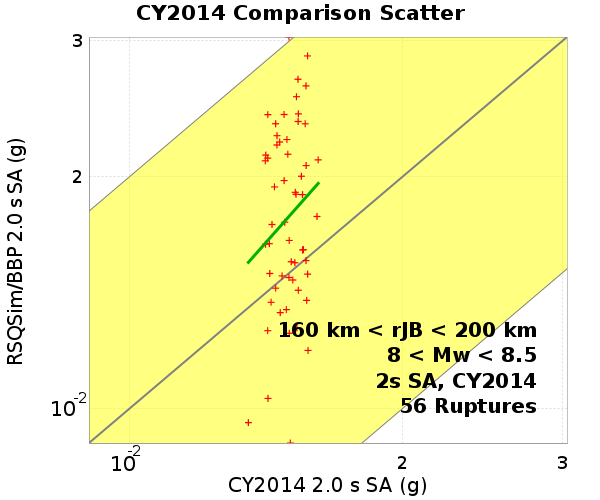 CY2014 Comparison Scatter
3
2
10-2
RSQSim/BBP 2.0 s SA (g)
160 km < rJB < 200 km
8 < Mw < 8.5
2s SA, CY2014
56 Ruptures
10-2
2
3
CY2014 2.0 s SA (g)